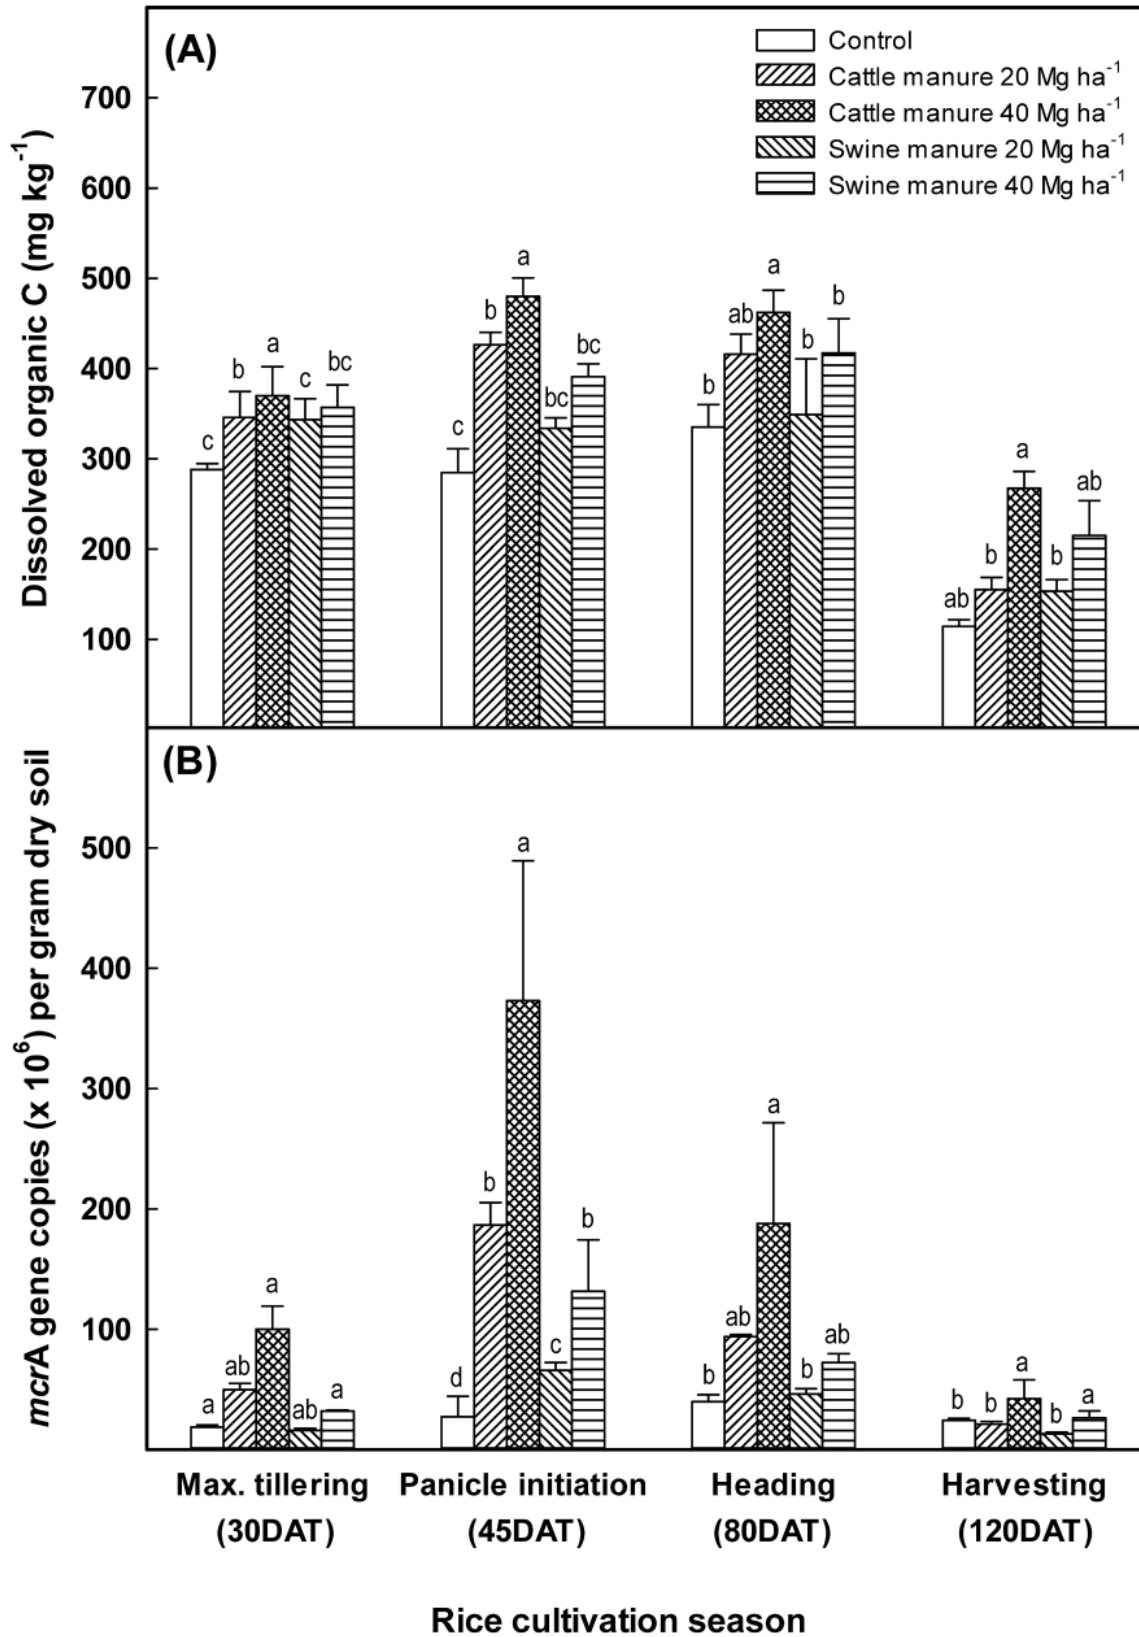 (A)
Control
Cattle manure 20 Mg ha⁻¹
Cattle manure 40 Mg ha⁻¹
Swine manure 20 Mg ha⁻¹
Swine manure 40 Mg ha⁻¹
Dissolved organic C (mg kg⁻¹)
700
600
500
400
300
200
100
c b a c bc
c b a bc bc
b ab a b b
ab b a b ab
(B)
mcrA gene copies (x 10⁶) per gram dry soil
500
400
300
200
100
a ab a ab a
d b a c b
b ab a b ab
b b a b a
Max. tillering Panicle initiation Heading Harvesting
(30DAT) (45DAT) (80DAT) (120DAT)
Rice cultivation season